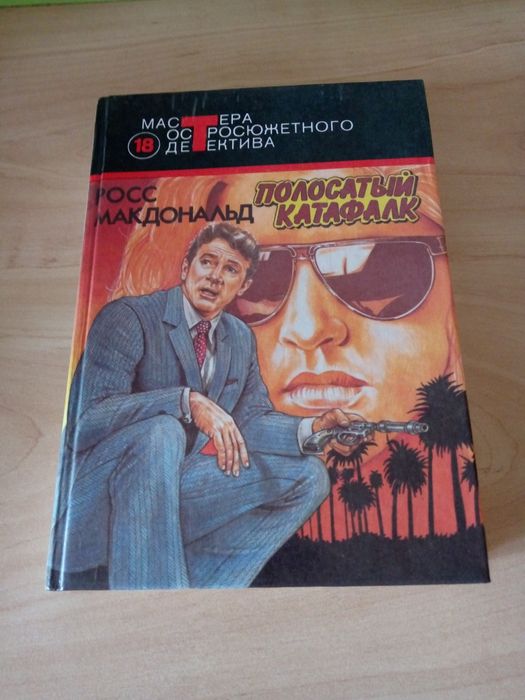 МАСТЕРА
18 ОСТРОСЮЖЕТНОГО
ДЕТЕКТИВА
РОСС
МАКДОНАЛЬД
ПОЛОСАТЫЙ
КАТАФАЛК